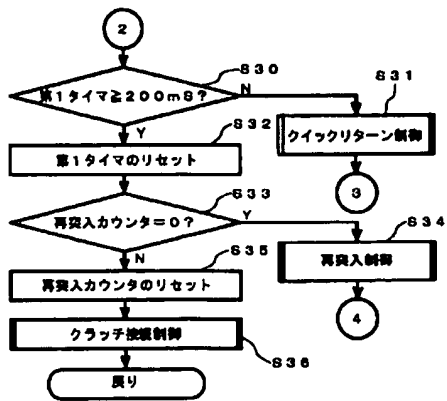 2
S30
第1タイマ≧200mS?
N
S31
クイックリターン制御
3
Y
S32
第1タイマのリセット
S33
再突入カウンタ=0?
Y
S34
再突入制御
4
N
S35
再突入カウンタのリセット
クラッチ接続制御
S36
戻り